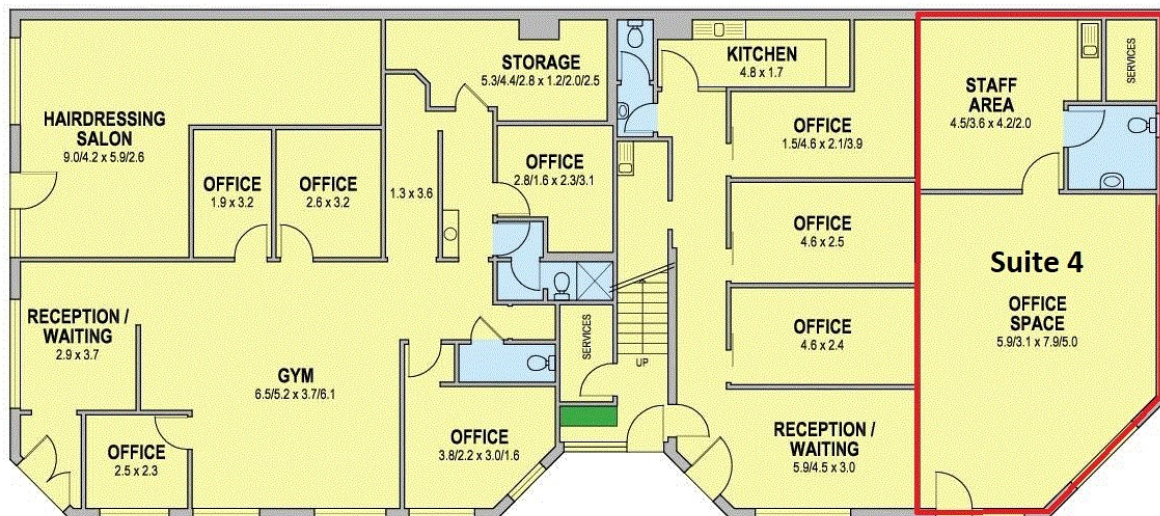 HAIRDRESSING
SALON
9.0/4.2 x 5.9/2.6
OFFICE
1.9 x 3.2
OFFICE
2.6 x 3.2
1.3 x 3.6
STORAGE
5.3/4.4/2.8 x 1.2/2.0/2.5
OFFICE
2.8/1.6 x 2.3/3.1
KITCHEN
4.8 x 1.7
OFFICE
1.5/4.6 x 2.1/3.9
OFFICE
4.6 x 2.5
OFFICE
4.6 x 2.4
STAFF
AREA
4.5/3.6 x 4.2/2.0
SERVICES
Suite 4
OFFICE
SPACE
5.9/3.1 x 7.9/5.0
RECEPTION /
WAITING
2.9 x 3.7
GYM
6.5/5.2 x 3.7/6.1
OFFICE
2.5 x 2.3
OFFICE
3.8/2.2 x 3.0/1.6
SERVICES
UP
RECEPTION /
WAITING
5.9/4.5 x 3.0